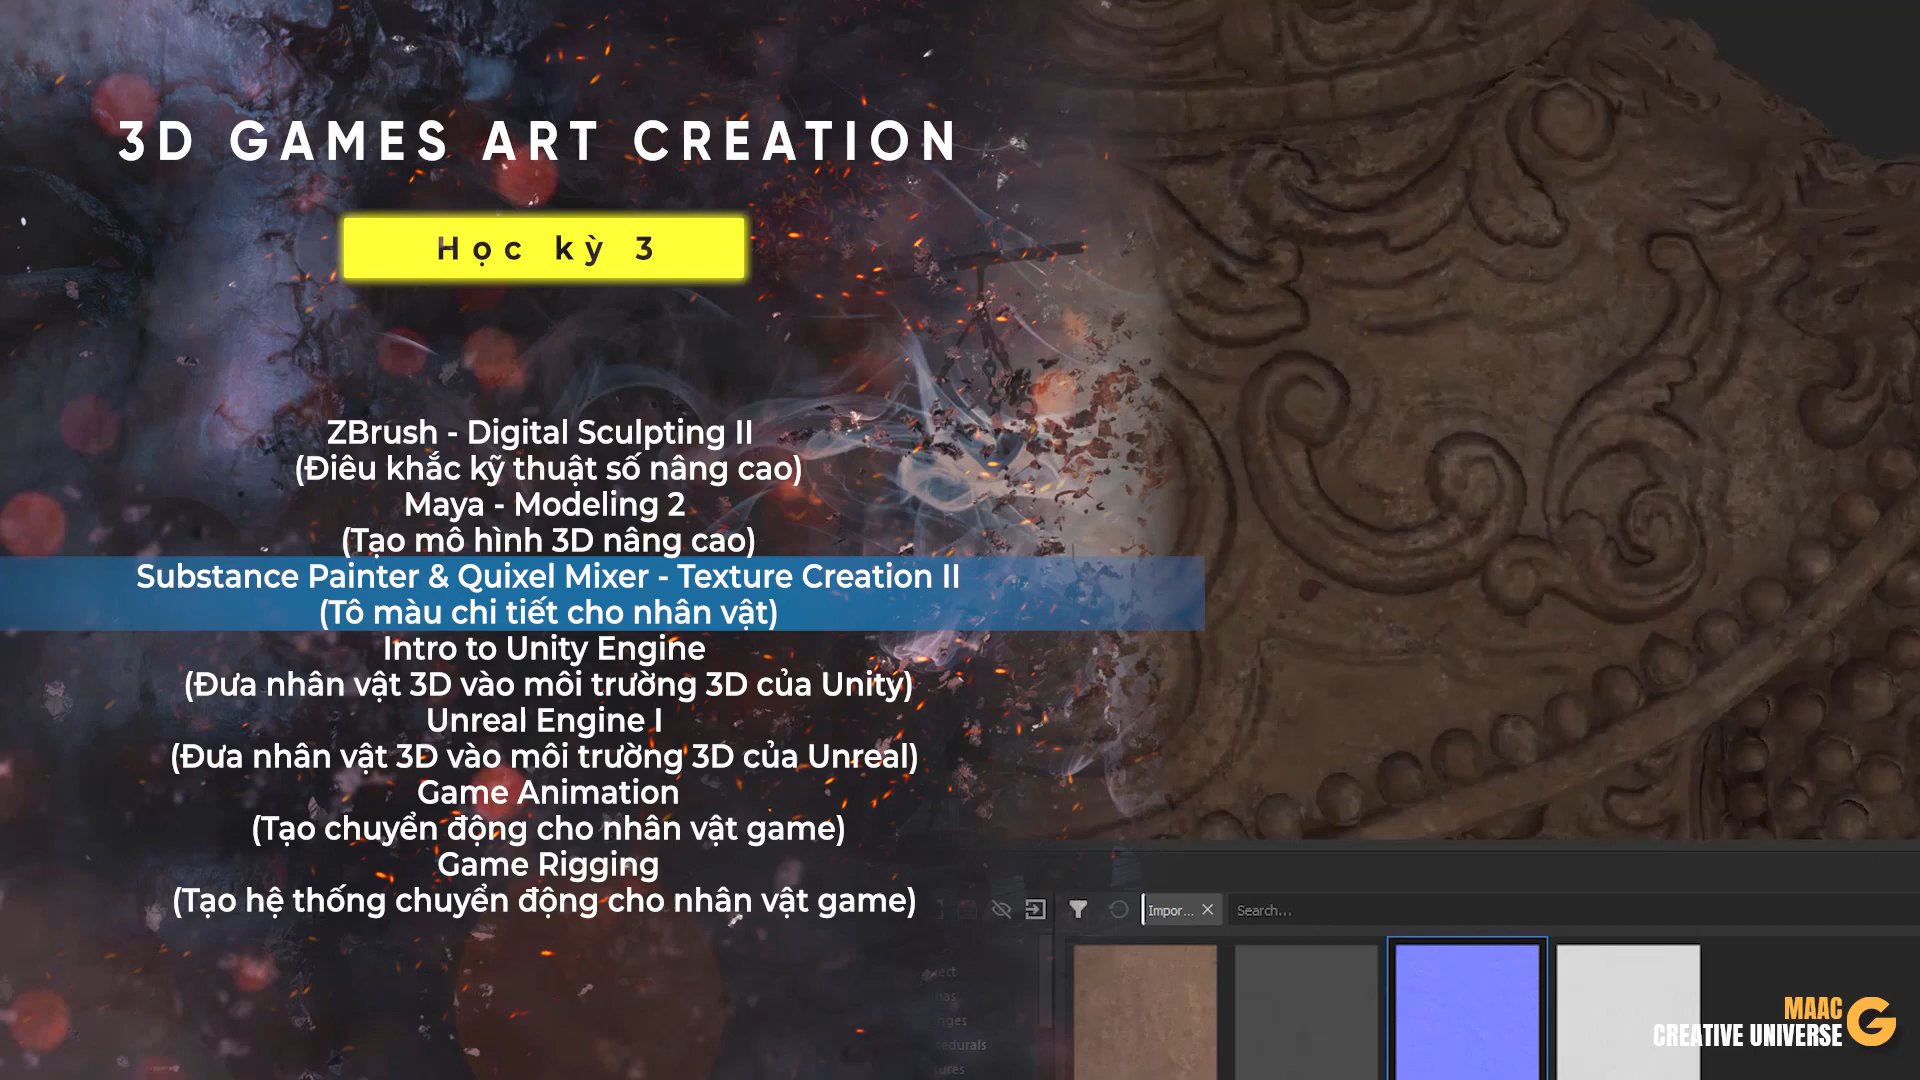 3D GAMES ART CREATION
Học kỳ 3
ZBrush - Digital Sculpting II
(Điêu khắc kỹ thuật số nâng cao)
Maya - Modeling 2
(Tạo mô hình 3D nâng cao)
Substance Painter & Quixel Mixer - Texture Creation II
(Tô màu chi tiết cho nhân vật)
Intro to Unity Engine
(Đưa nhân vật 3D vào môi trường 3D của Unity)
Unreal Engine I
(Đưa nhân vật 3D vào môi trường 3D của Unreal)
Game Animation
(Tạo chuyển động cho nhân vật game)
Game Rigging
(Tạo hệ thống chuyển động cho nhân vật game)
Impor... Search...
MAAC
CREATIVE UNIVERSE